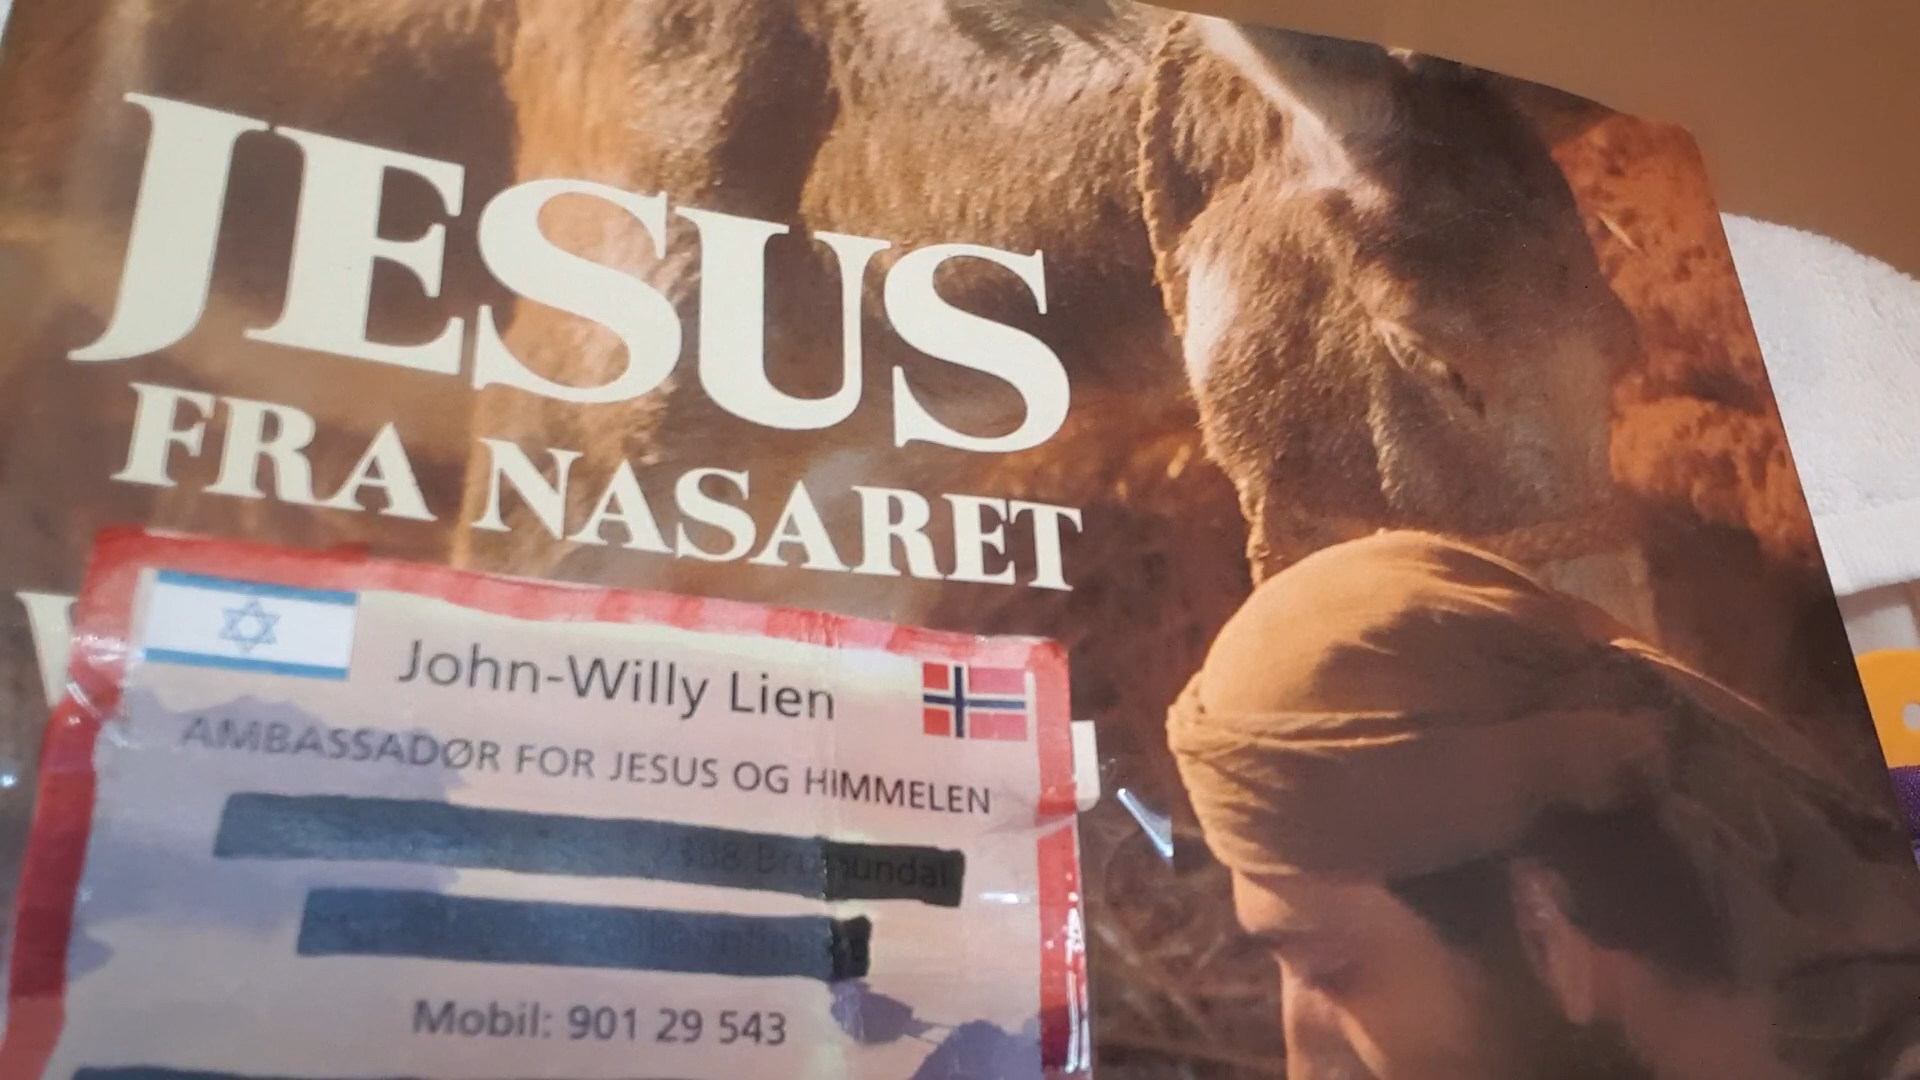 JESUS
FRA NASARET
John-Willy Lien
AMBASSADØR FOR JESUS OG HIMMELEN
Mobil: 901 29 543